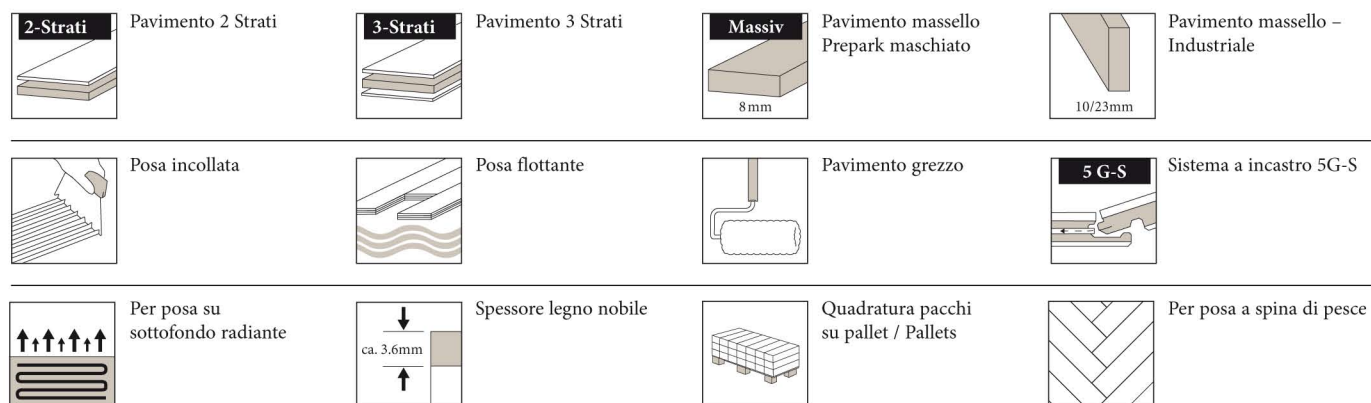 2-Strati
Pavimento 2 Strati
3-Strati
Pavimento 3 Strati
Massiv
8 mm
Pavimento massello
Prepark maschiato
10/23mm
Pavimento massello –
Industriale
Posa incollata
Posa flottante
Pavimento grezzo
5 G-S
Sistema a incastro 5G-S
Per posa su
sottofondo radiante
ca. 3.6mm
Spessore legno nobile
Quadratura pacchi
su pallet / Pallets
Per posa a spina di pesce